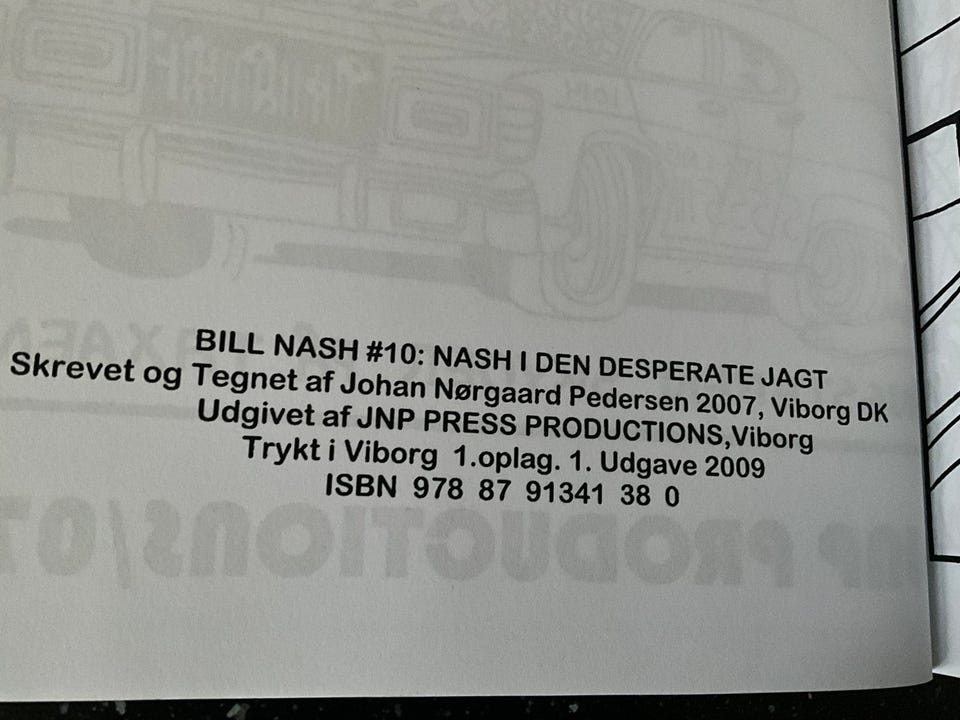 BILL NASH #10: NASH I DEN DESPERATE JAGT
Skrevet og Tegnet af Johan Nørgaard Pedersen 2007, Viborg DK
Udgivet af JNP PRESS PRODUCTIONS,Viborg
Trykt i Viborg 1.oplag. 1. Udgave 2009
ISBN 978 87 91341 38 0